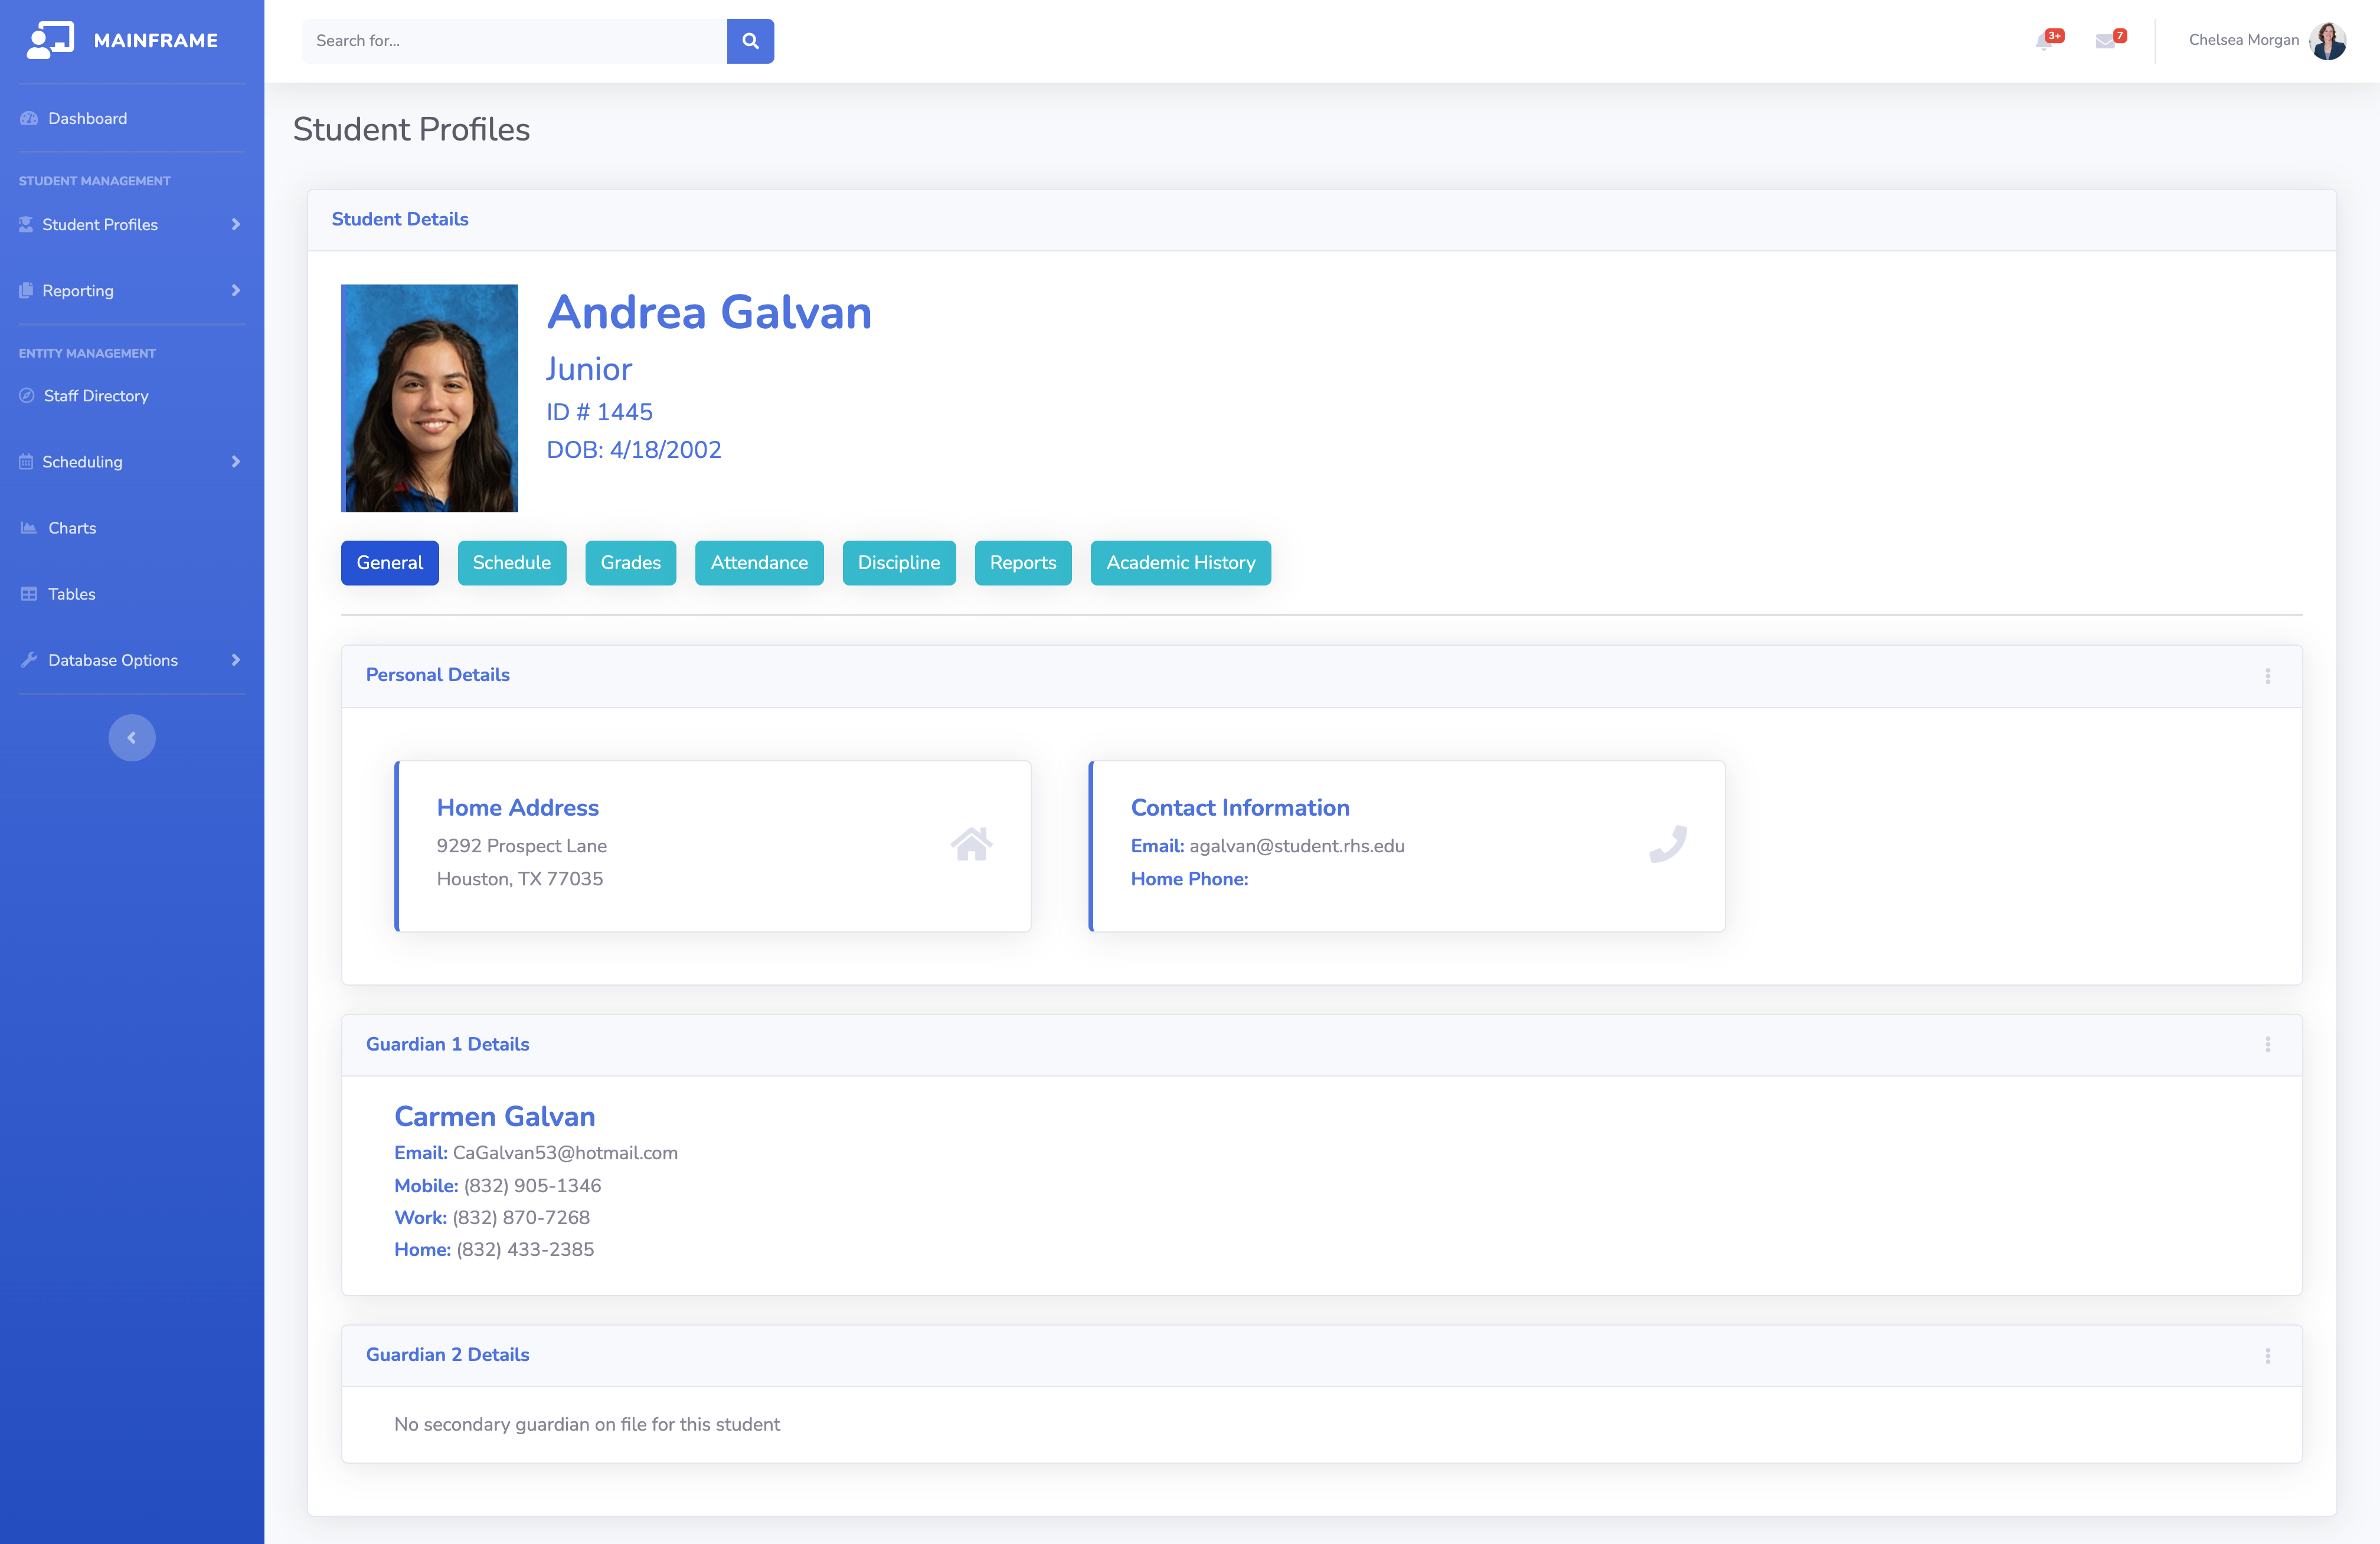 MAINFRAME
Dashboard
STUDENT MANAGEMENT
Student Profiles
Reporting
ENTITY MANAGEMENT
Staff Directory
Scheduling
Charts
Tables
Database Options
Search for...
3+
7
Chelsea Morgan
Student Profiles
Student Details
Andrea Galvan
Junior
ID # 1445
DOB: 4/18/2002
General Schedule Grades Attendance Discipline Reports Academic History
Personal Details
Home Address
9292 Prospect Lane
Houston, TX 77035
Contact Information
Email: agalvan@student.rhs.edu
Home Phone:
Guardian 1 Details
Carmen Galvan
Email: CaGalvan53@hotmail.com
Mobile: (832) 905-1346
Work: (832) 870-7268
Home: (832) 433-2385
Guardian 2 Details
No secondary guardian on file for this student